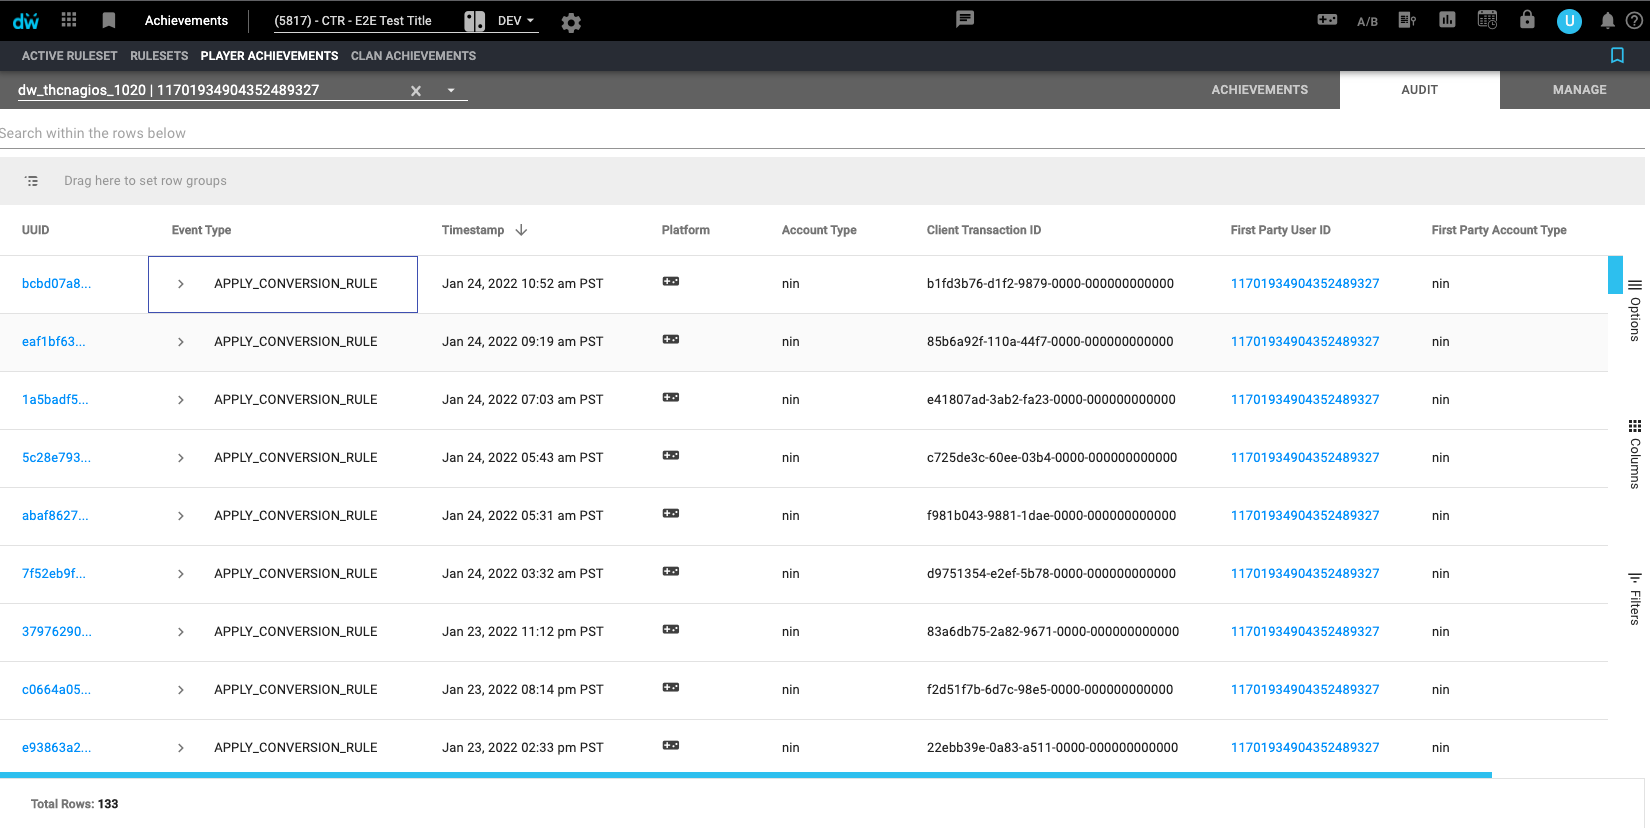 dw Achievements (5817) - CTR - E2E Test Title DEV A/B U
ACTIVE RULESET RULESETS PLAYER ACHIEVEMENTS CLAN ACHIEVEMENTS
dw_thcnagios_1020 | 11701934904352489327 ACHIEVEMENTS AUDIT MANAGE
Search within the rows below
Drag here to set row groups
UUID Event Type Timestamp Platform Account Type Client Transaction ID First Party User ID First Party Account Type
bcbd07a8... APPLY_CONVERSION_RULE Jan 24, 2022 10:52 am PST nin b1fd3b76-d1f2-9879-0000-000000000000 11701934904352489327 nin
eaf1bf63... APPLY_CONVERSION_RULE Jan 24, 2022 09:19 am PST nin 85b6a92f-110a-44f7-0000-000000000000 11701934904352489327 nin
1a5badf5... APPLY_CONVERSION_RULE Jan 24, 2022 07:03 am PST nin e41807ad-3ab2-fa23-0000-000000000000 11701934904352489327 nin
5c28e793... APPLY_CONVERSION_RULE Jan 24, 2022 05:43 am PST nin c725de3c-60ee-03b4-0000-000000000000 11701934904352489327 nin
abaf8627... APPLY_CONVERSION_RULE Jan 24, 2022 05:31 am PST nin f981b043-9881-1dae-0000-000000000000 11701934904352489327 nin
7f52eb9f... APPLY_CONVERSION_RULE Jan 24, 2022 03:32 am PST nin d9751354-e2ef-5b78-0000-000000000000 11701934904352489327 nin
37976290... APPLY_CONVERSION_RULE Jan 23, 2022 11:12 pm PST nin 83a6db75-2a82-9671-0000-000000000000 11701934904352489327 nin
c0664a05... APPLY_CONVERSION_RULE Jan 23, 2022 08:14 pm PST nin f2d51f7b-6d7c-98e5-0000-000000000000 11701934904352489327 nin
e93863a2... APPLY_CONVERSION_RULE Jan 23, 2022 02:33 pm PST nin 22ebb39e-0a83-a511-0000-000000000000 11701934904352489327 nin
Options
Columns
Filters
Total Rows: 133